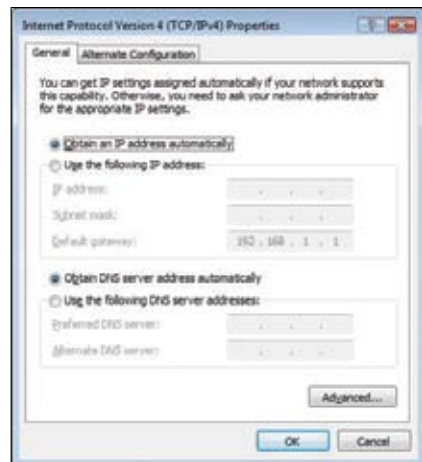 Internet Protocol Version 4 (TCP/IPv4) Properties
General
Alternate Configuration
You can get IP settings assigned automatically if your network supports
this capability. Otherwise, you need to ask your network administrator
for the appropriate IP settings.
Obtain an IP address automatically
Use the following IP address:
IP address:
Subnet mask:
Default gateway:
192 . 168 . 1 . 1
Obtain DNS server address automatically
Use the following DNS server addresses:
Preferred DNS server:
Alternate DNS server:
Advanced...
OK
Cancel